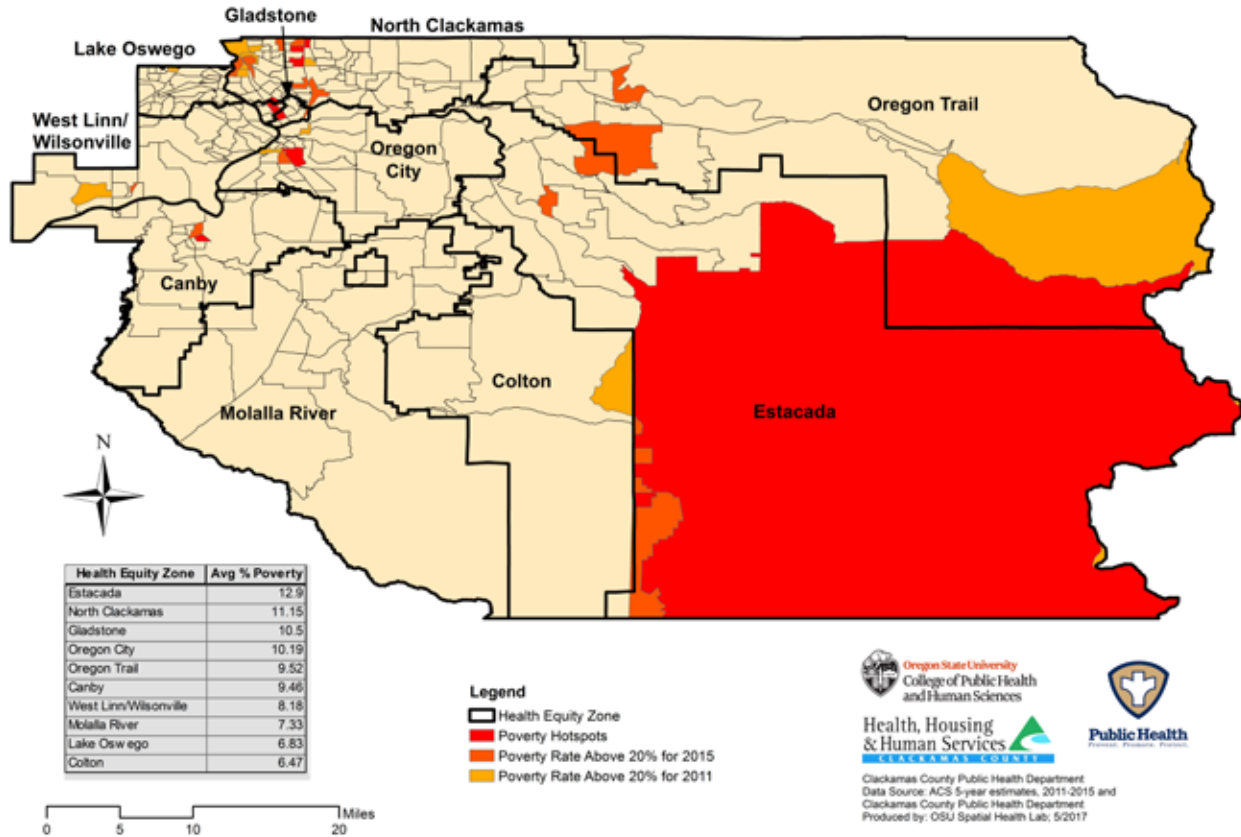 Gladstone
North Clackamas
Lake Oswego
Oregon Trail
West Linn/
Wilsonville
Oregon
City
Canby
Colton
Molalla River
Estacada
N
Health Equity Zone Avg % Poverty
Estacada 12.9
North Clackamas 11.15
Gladstone 10.5
Oregon City 10.19
Oregon Trail 9.52
Canby 9.46
West Linn/Wilsonville 8.18
Molalla River 7.33
Lake Oswego 6.83
Colton 6.47
Legend
Health Equity Zone
Poverty Hotspots
Poverty Rate Above 20% for 2015
Poverty Rate Above 20% for 2011
Oregon State University
College of Public Health
and Human Sciences
Health, Housing
& Human Services
CLACKAMAS COUNTY
Public Health
Prevent. Promote. Protect.
Clackamas County Public Health Department
Data Source: ACS 5-year estimates, 2011-2015 and
Clackamas County Public Health Department
Produced by: OSU Spatial Health Lab; 5/2017
Miles
0 5 10 20